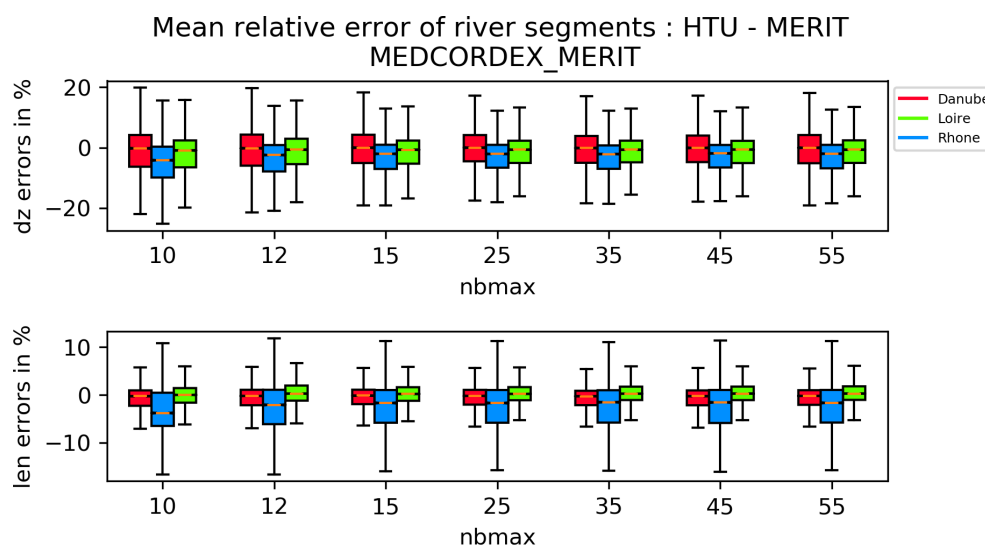 Mean relative error of river segments : HTU - MERIT
MEDCORDEX_MERIT
dz errors in %
20
0
−20
10 12 15 25 35 45 55
nbmax
Danube
Loire
Rhone
len errors in %
10
0
−10
10 12 15 25 35 45 55
nbmax